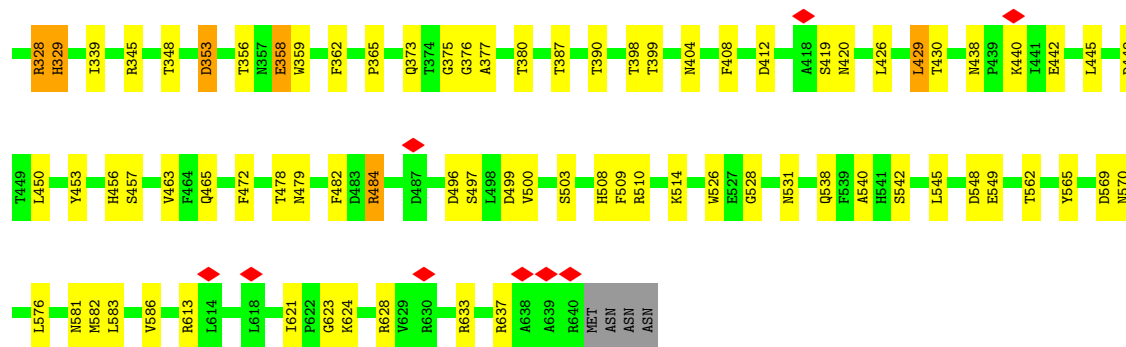 R328 H329 I339 R345 T348 D353 T356 N357 E358 W359 F362 P365 Q373 T374 G375 G376 A377 T380 T387 T390 T398 T399 N404 F408 D412 A418 S419 N420 L426 L429 T430 N438 P439 K440 I441 E442 L445
T449 L450 Y453 H456 S457 V463 F464 Q465 F472 T478 N479 F482 D483 R484 D487 D496 S497 L498 D499 V500 S503 H508 F509 R510 K514 W526 E527 G528 N531 Q538 F539 A540 H541 S542 L545 D548 E549 T562 Y565 D569 N570
L576 N581 M582 L583 V586 R613 L614 L618 I621 P622 G623 K624 R628 V629 R630 R633 R637 A638 A639 R640 MET ASN ASN ASN